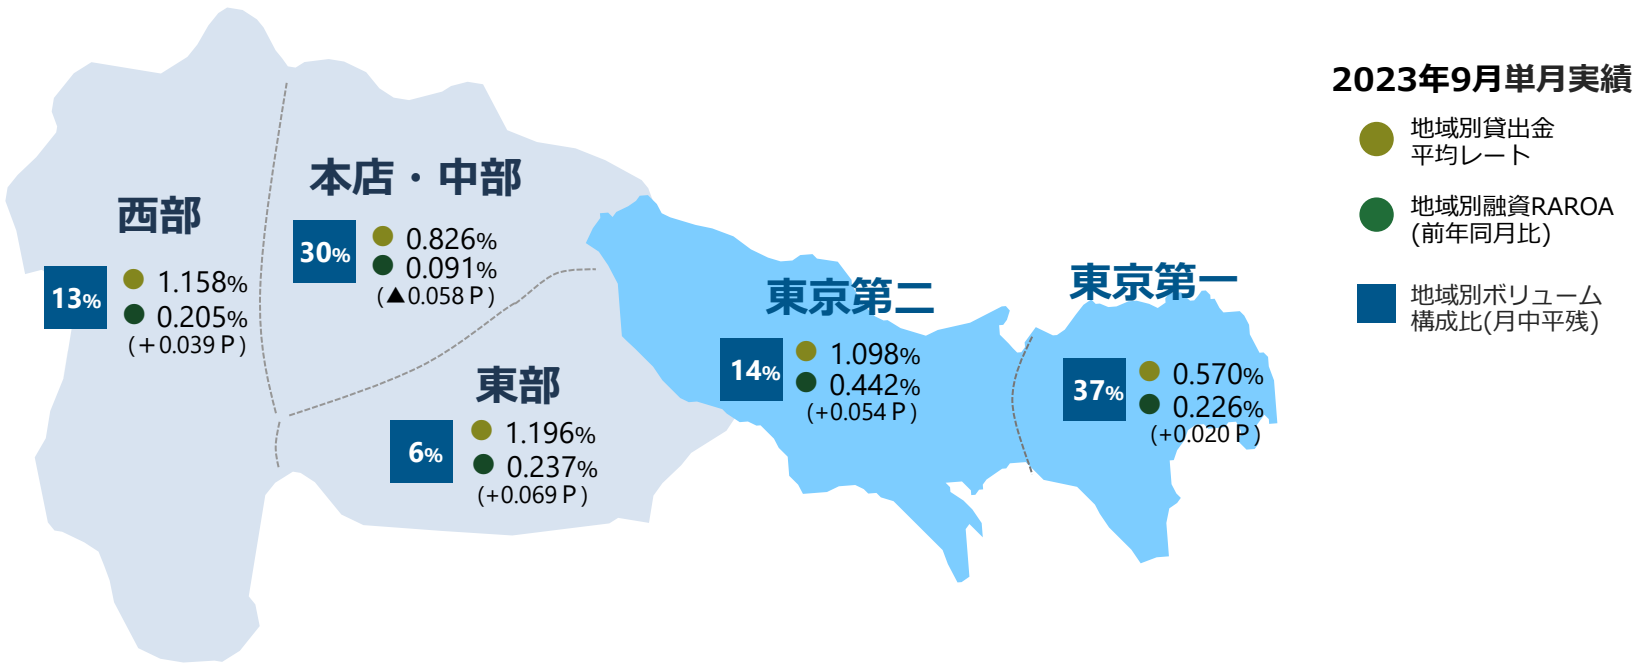 2023年9月単月実績
地域別貸出金
平均レート
地域別融資RAROA
(前年同月比)
地域別ボリューム
構成比(月中平残)
西部
13%
1.158%
0.205%
(＋0.039Ｐ)
本店・中部
30%
0.826%
0.091%
(▲0.058Ｐ)
東部
6%
1.196%
0.237%
(+0.069Ｐ)
東京第二
14%
1.098%
0.442%
(+0.054Ｐ)
東京第一
37%
0.570%
0.226%
(+0.020Ｐ)